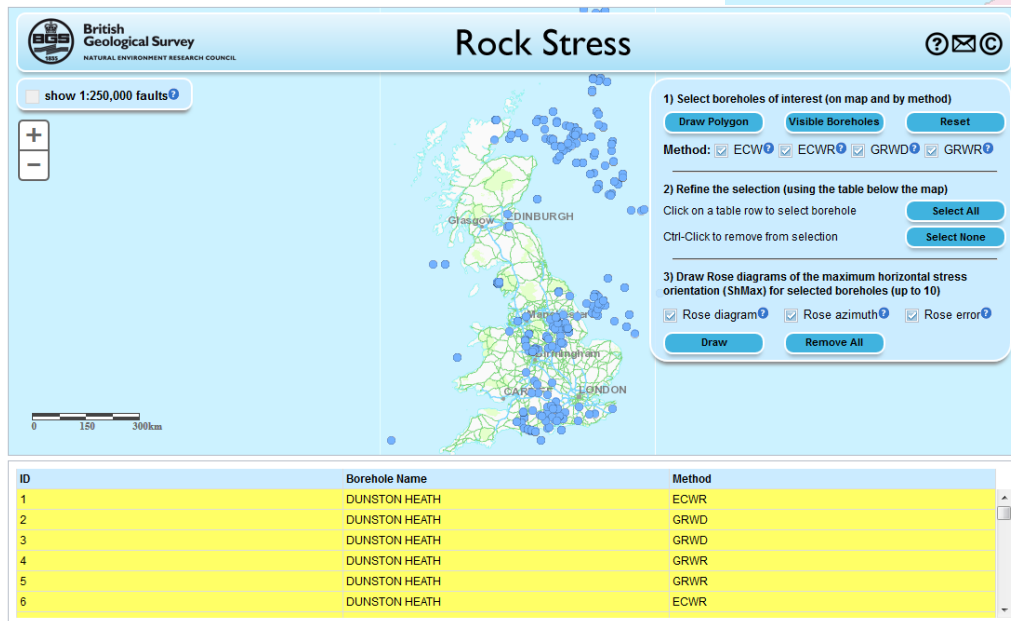 British
Geological Survey
NATURAL ENVIRONMENT RESEARCH COUNCIL
BGS
1835
Rock Stress
show 1:250,000 faults?
+
−
1) Select boreholes of interest (on map and by method)
Draw Polygon Visible Boreholes Reset
Method: ECW? ECWR? GRWD? GRWR?
2) Refine the selection (using the table below the map)
Click on a table row to select borehole Select All
Ctrl-Click to remove from selection Select None
3) Draw Rose diagrams of the maximum horizontal stress
orientation (ShMax) for selected boreholes (up to 10)
Rose diagram? Rose azimuth? Rose error?
Draw Remove All
Glasgow EDINBURGH
Manchester
Birmingham
CARDIFF LONDON
0 150 300km
ID Borehole Name Method
1 DUNSTON HEATH ECWR
2 DUNSTON HEATH GRWD
3 DUNSTON HEATH GRWD
4 DUNSTON HEATH GRWR
5 DUNSTON HEATH GRWR
6 DUNSTON HEATH ECWR